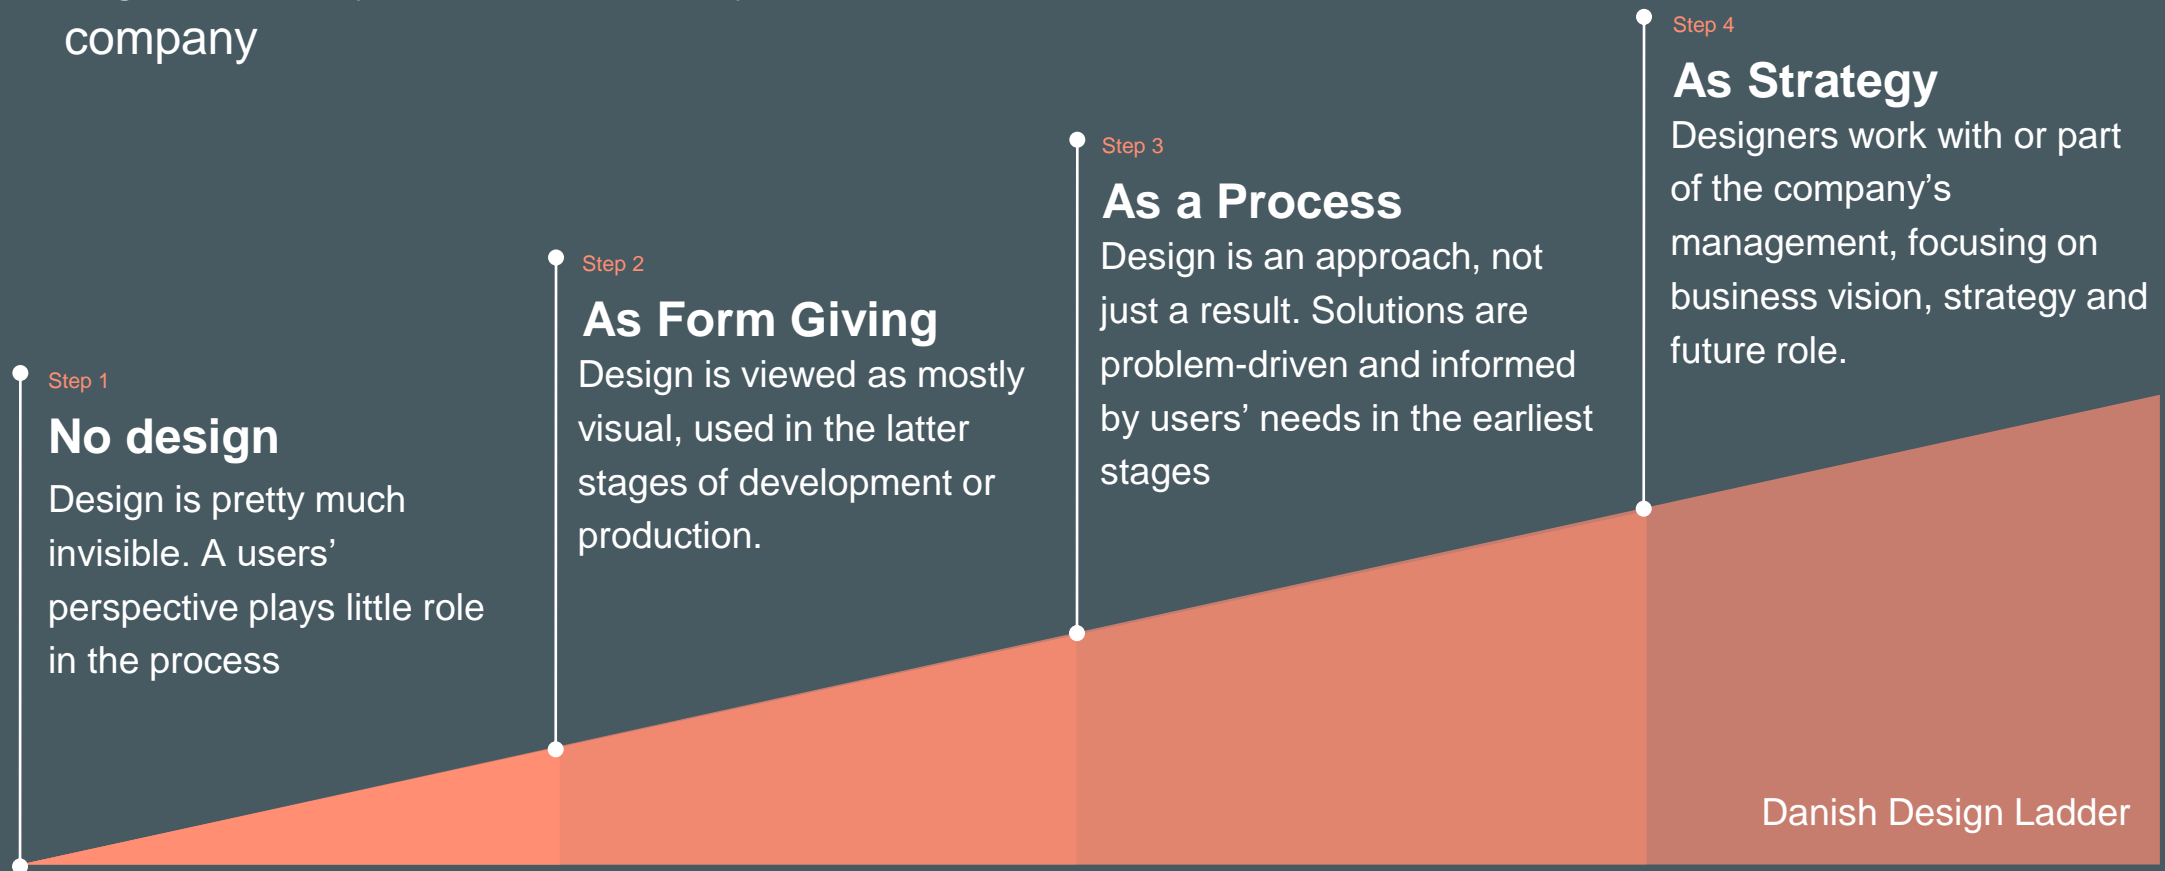 company
Step 1
No design
Design is pretty much
invisible. A users’
perspective plays little role
in the process
Step 2
As Form Giving
Design is viewed as mostly
visual, used in the latter
stages of development or
production.
Step 3
As a Process
Design is an approach, not
just a result. Solutions are
problem-driven and informed
by users’ needs in the earliest
stages
Step 4
As Strategy
Designers work with or part
of the company’s
management, focusing on
business vision, strategy and
future role.
Danish Design Ladder